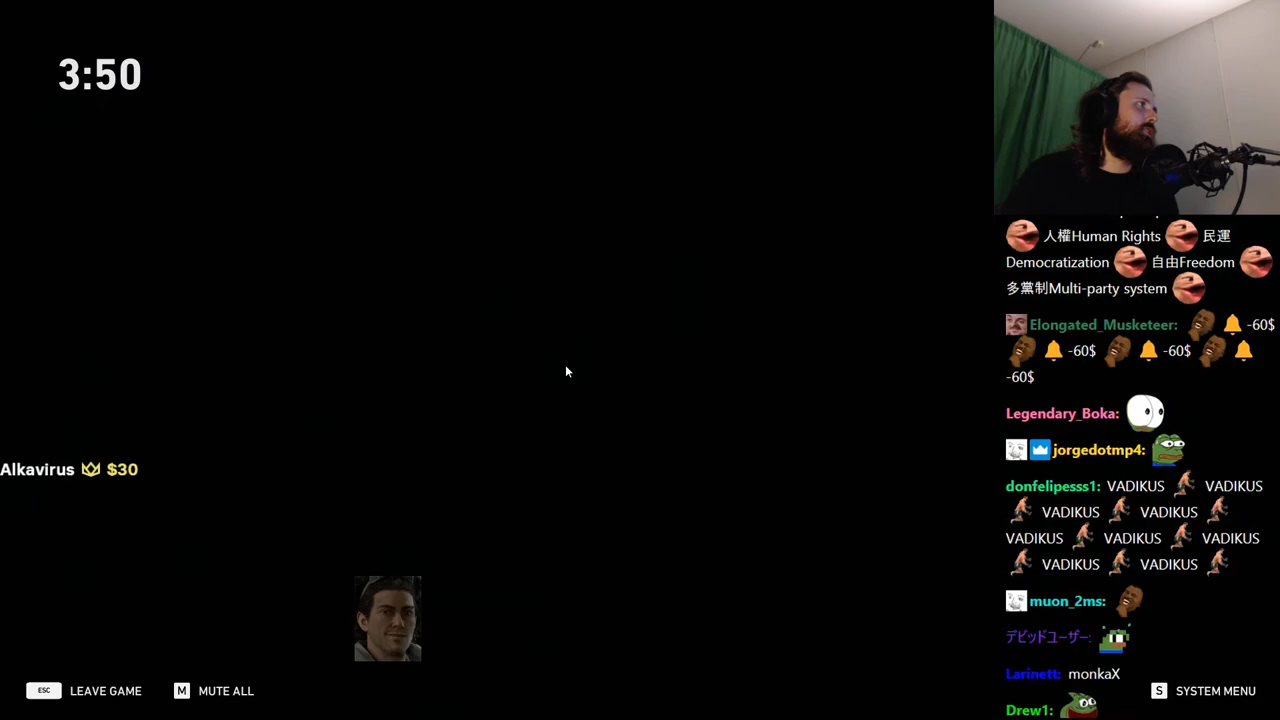 3:50
Alkavirus $30
ESC LEAVE GAME M MUTE ALL
人權Human Rights 民運
Democratization 自由Freedom
多黨制Multi-party system
Elongated_Musketeer: -60$
-60$ -60$
-60$
Legendary_Boka:
jorgedotmp4:
donfelipesss1: VADIKUS VADIKUS
VADIKUS VADIKUS
VADIKUS VADIKUS VADIKUS
VADIKUS VADIKUS
muon_2ms:
デビッドユーザー:
Larinett: monkaX
S SYSTEM MENU
Drew1: